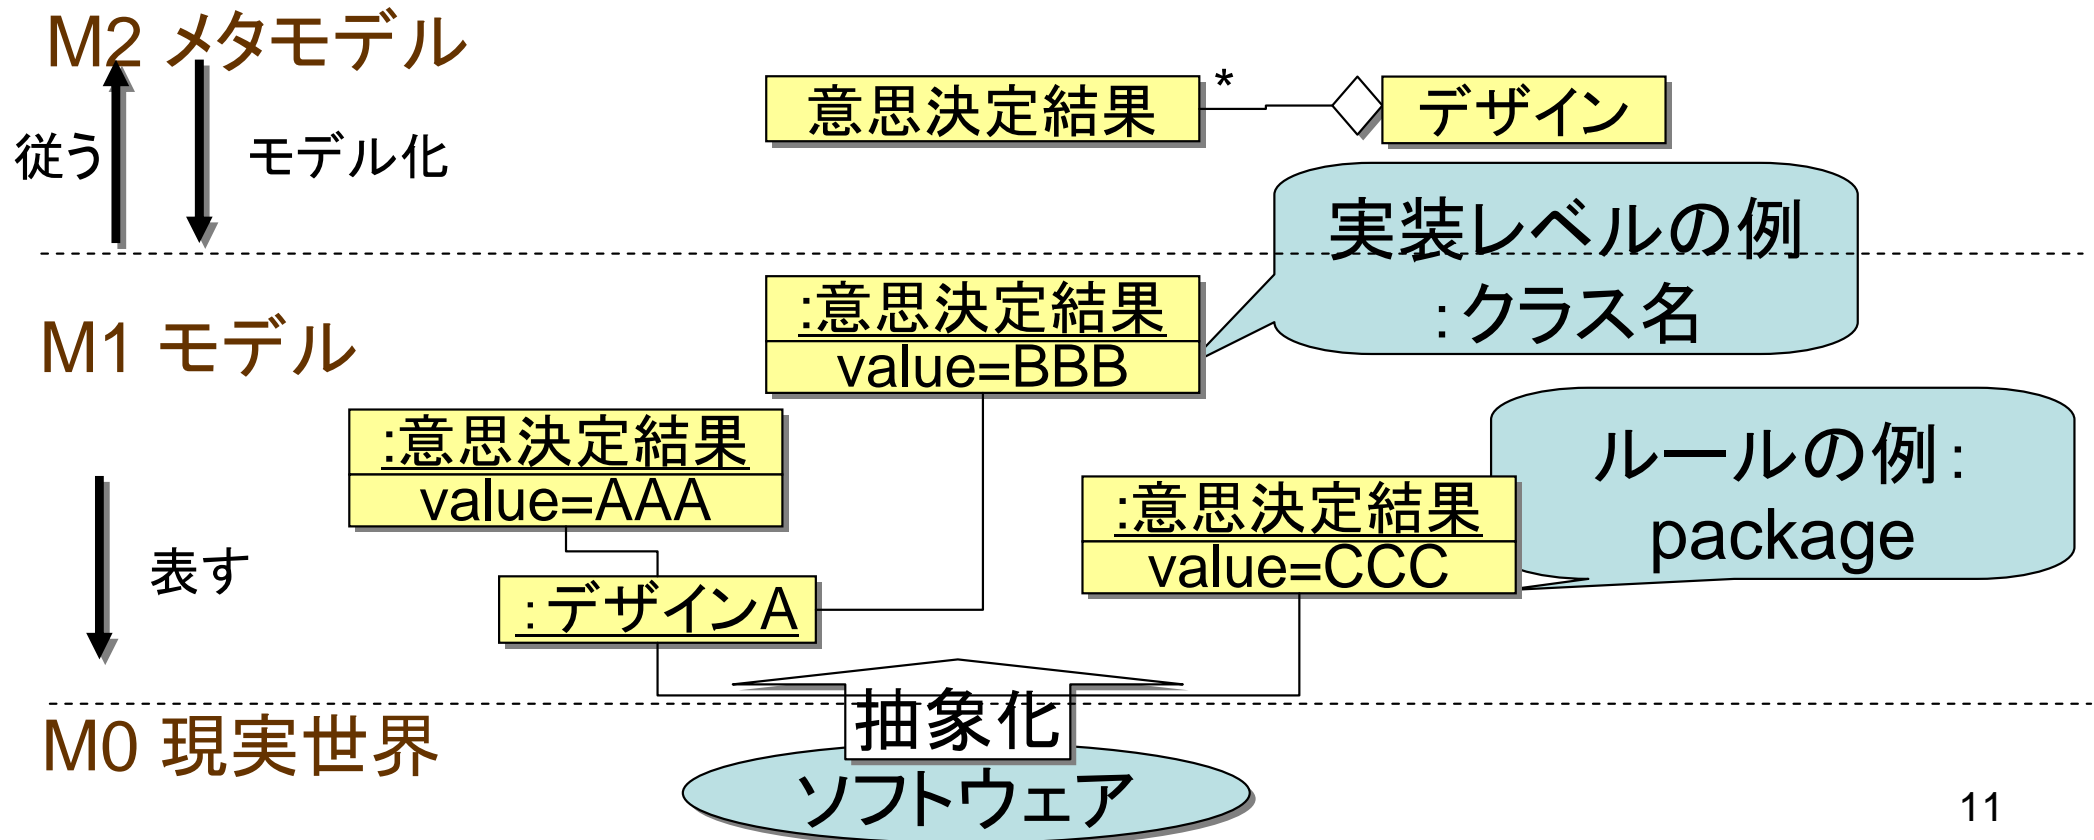 M2 メタモデル
意思決定結果
*
デザイン
従う
モデル化
実装レベルの例
:クラス名
M1 モデル
:意思決定結果
value=BBB
:意思決定結果
value=AAA
ルールの例:
package
:意思決定結果
value=CCC
表す
:デザインA
抽象化
M0 現実世界
ソフトウェア
11